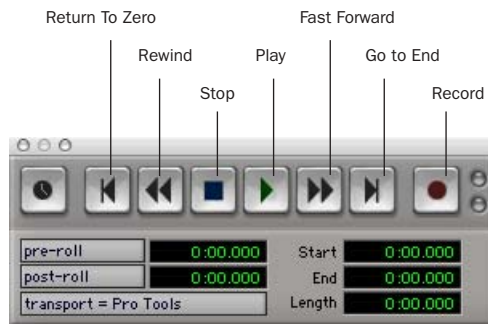 Return To Zero
Fast Forward
Rewind
Play
Go to End
Stop
Record
pre-roll 0:00.000 Start 0:00.000
post-roll 0:00.000 End 0:00.000
transport = Pro Tools Length 0:00.000